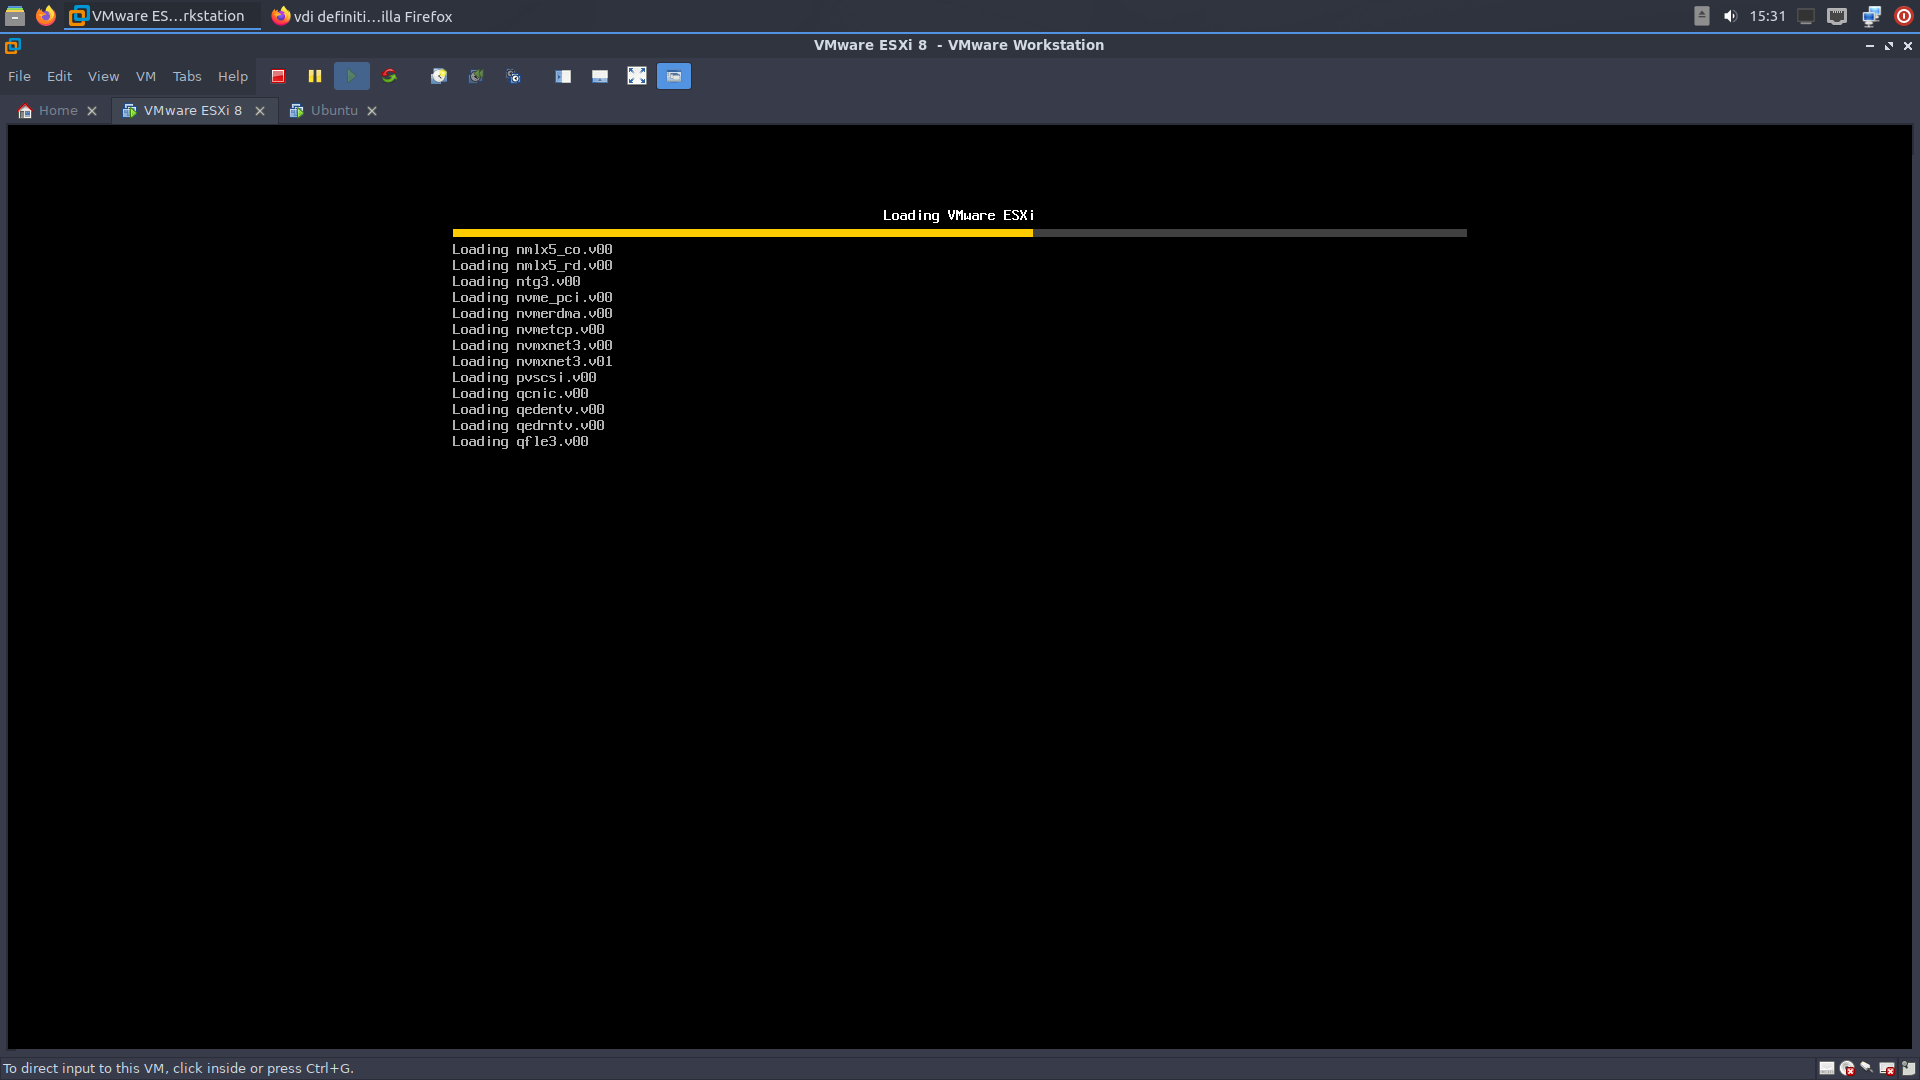 VMware ES...rkstation
vdi definiti...illa Firefox
15:31
VMware ESXi 8 - VMware Workstation
File Edit View VM Tabs Help
Home
VMware ESXi 8
Ubuntu
Loading VMware ESXi
Loading nmlx5_co.v00
Loading nmlx5_rd.v00
Loading ntg3.v00
Loading nvme_pci.v00
Loading nvmerdma.v00
Loading nvmetcp.v00
Loading nvmxnet3.v00
Loading nvmxnet3.v01
Loading pvscsi.v00
Loading qcnic.v00
Loading qedentv.v00
Loading qedrntv.v00
Loading qfle3.v00
To direct input to this VM, click inside or press Ctrl+G.